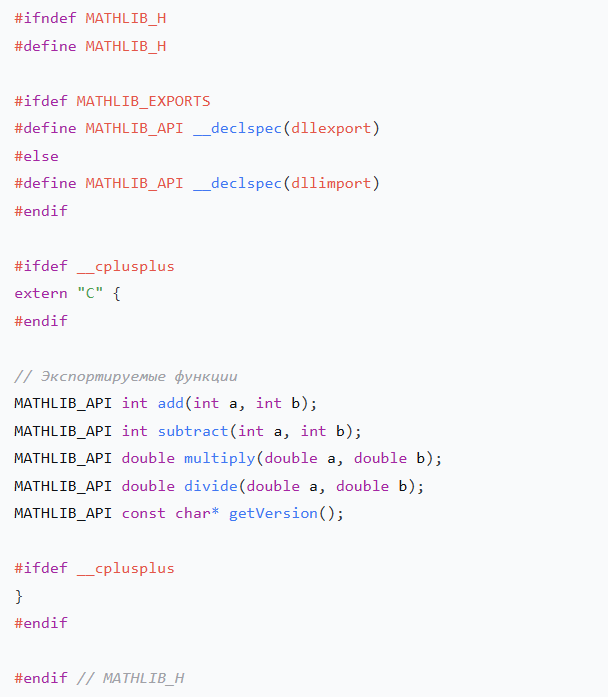 #ifndef MATHLIB_H
#define MATHLIB_H
#ifdef MATHLIB_EXPORTS
#define MATHLIB_API __declspec(dllexport)
#else
#define MATHLIB_API __declspec(dllimport)
#endif
#ifdef __cplusplus
extern "C" {
#endif
// Экспортируемые функции
MATHLIB_API int add(int a, int b);
MATHLIB_API int subtract(int a, int b);
MATHLIB_API double multiply(double a, double b);
MATHLIB_API double divide(double a, double b);
MATHLIB_API const char* getVersion();
#ifdef __cplusplus
}
#endif
#endif // MATHLIB_H